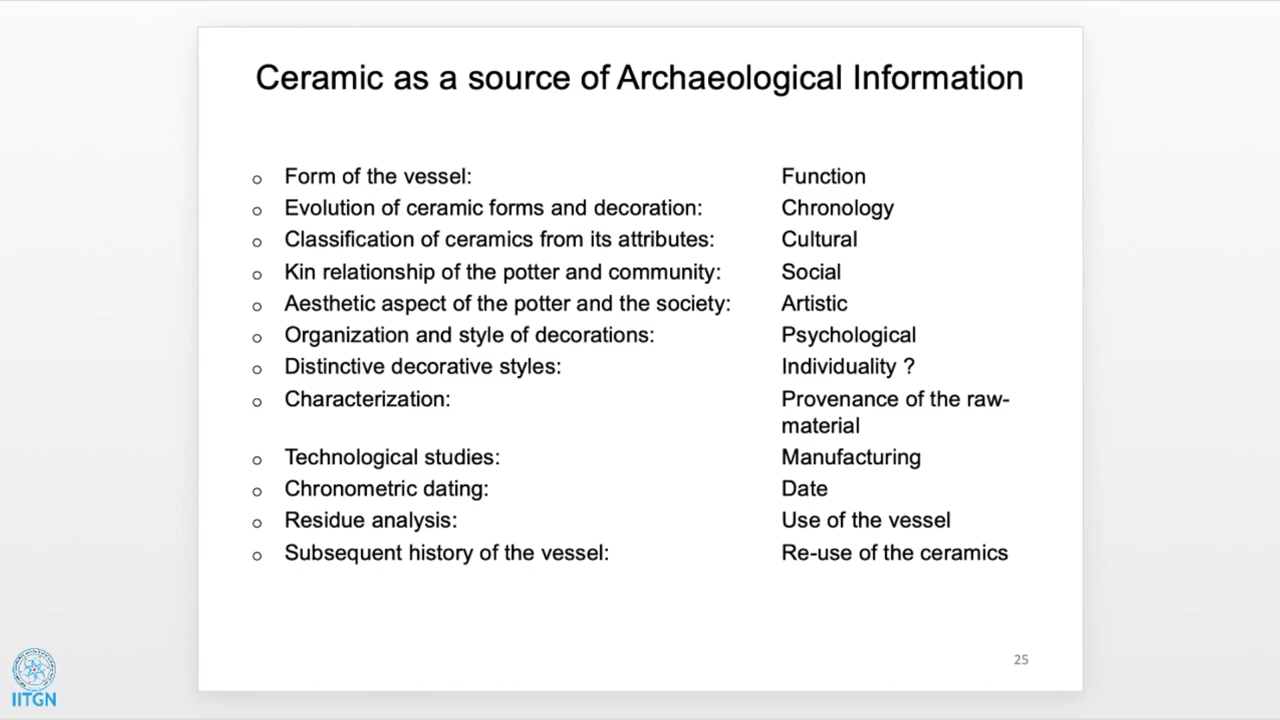 Ceramic as a source of Archaeological Information
Form of the vessel: Function
Evolution of ceramic forms and decoration: Chronology
Classification of ceramics from its attributes: Cultural
Kin relationship of the potter and community: Social
Aesthetic aspect of the potter and the society: Artistic
Organization and style of decorations: Psychological
Distinctive decorative styles: Individuality ?
Characterization: Provenance of the raw-
material
Technological studies: Manufacturing
Chronometric dating: Date
Residue analysis: Use of the vessel
Subsequent history of the vessel: Re-use of the ceramics
25
IITGN